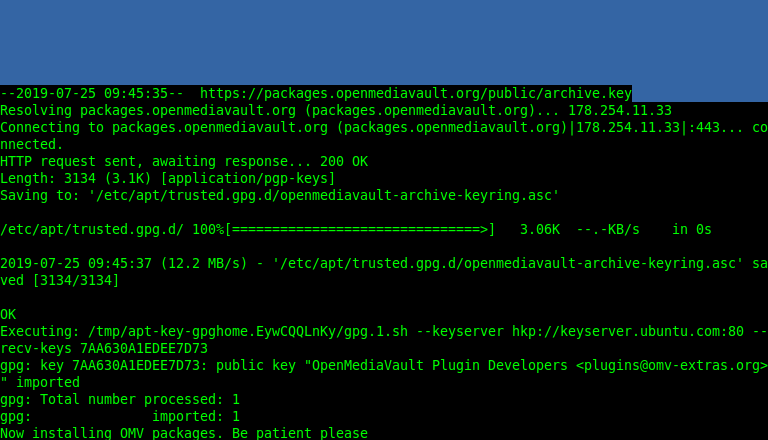 --2019-07-25 09:45:35--  https://packages.openmediavault.org/public/archive.key
Resolving packages.openmediavault.org (packages.openmediavault.org)... 178.254.11.33
Connecting to packages.openmediavault.org (packages.openmediavault.org)|178.254.11.33|:443... co
nnected.
HTTP request sent, awaiting response... 200 OK
Length: 3134 (3.1K) [application/pgp-keys]
Saving to: '/etc/apt/trusted.gpg.d/openmediavault-archive-keyring.asc'
/etc/apt/trusted.gpg.d/ 100%[===============================>]   3.06K  --.-KB/s    in 0s
2019-07-25 09:45:37 (12.2 MB/s) - '/etc/apt/trusted.gpg.d/openmediavault-archive-keyring.asc' sa
ved [3134/3134]
OK
Executing: /tmp/apt-key-gpghome.EywCQQLnKy/gpg.1.sh --keyserver hkp://keyserver.ubuntu.com:80 --
recv-keys 7AA630A1EDEE7D73
gpg: key 7AA630A1EDEE7D73: public key "OpenMediaVault Plugin Developers <plugins@omv-extras.org>
" imported
gpg: Total number processed: 1
gpg:               imported: 1
Now installing OMV packages. Be patient please